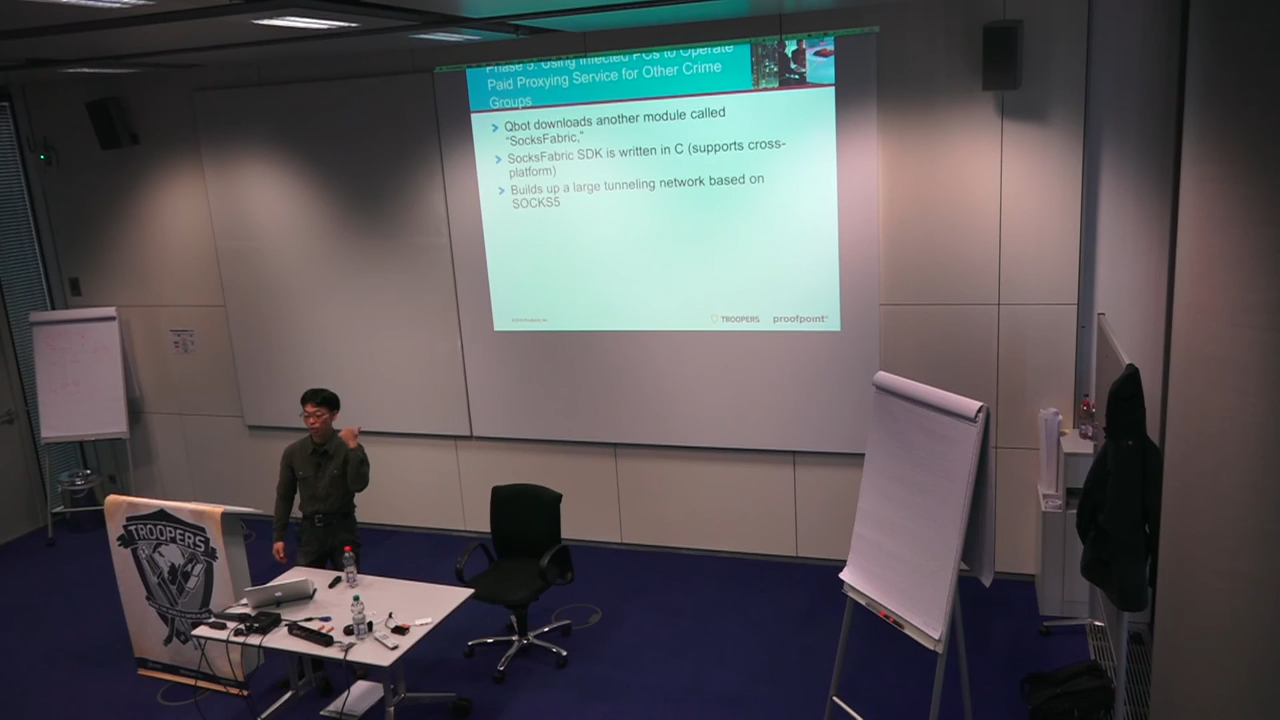 Phase 5: Using Infected PCs to Operate
Paid Proxying Service for Other Crime
Groups
Qbot downloads another module called
“SocksFabric,”
SocksFabric SDK is written in C (supports cross-
platform)
Builds up a large tunneling network based on
SOCKS5
TROOPERS
proofpoint
TROOPERS